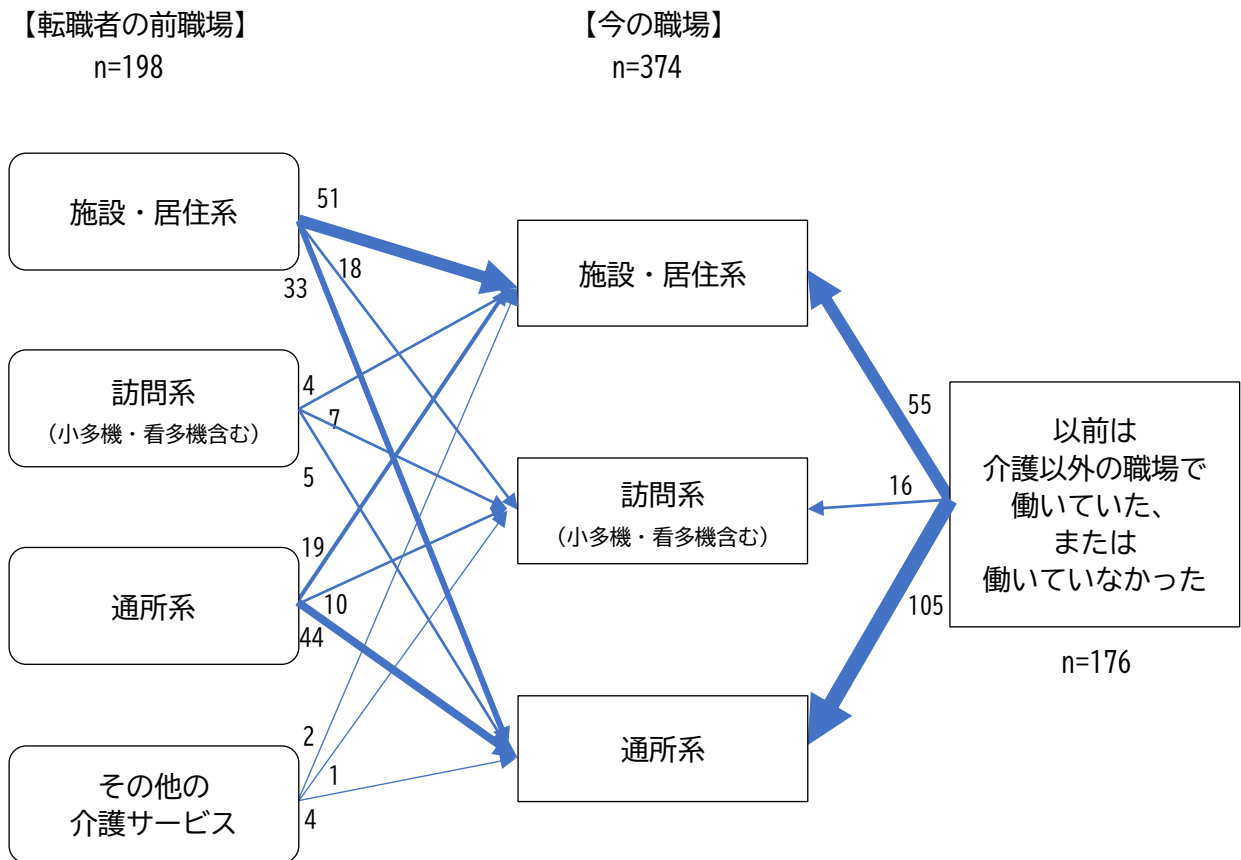 【転職者の前職場】
n=198
【今の職場】
n=374
施設・居住系
51
18
33
訪問系
（小多機・看多機含む）
4
7
5
通所系
19
10
44
その他の
介護サービス
2
1
4
施設・居住系
訪問系
（小多機・看多機含む）
通所系
55
16
105
以前は
介護以外の職場で
働いていた、
または
働いていなかった
n=176